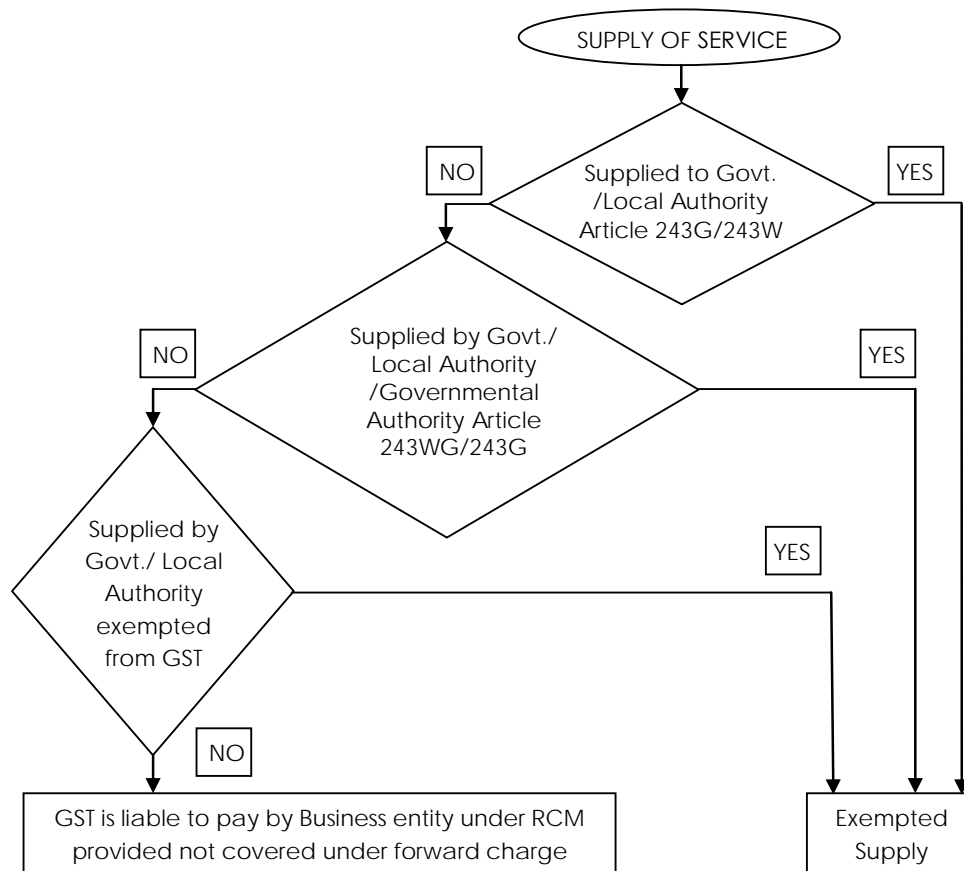 SUPPLY OF SERVICE
NO
Supplied to Govt.
/Local Authority
Article 243G/243W
YES
NO
Supplied by Govt./
Local Authority
/Governmental
Authority Article
243WG/243G
YES
Supplied by
Govt./ Local
Authority
exempted
from GST
YES
NO
GST is liable to pay by Business entity under RCM
provided not covered under forward charge
Exempted
Supply